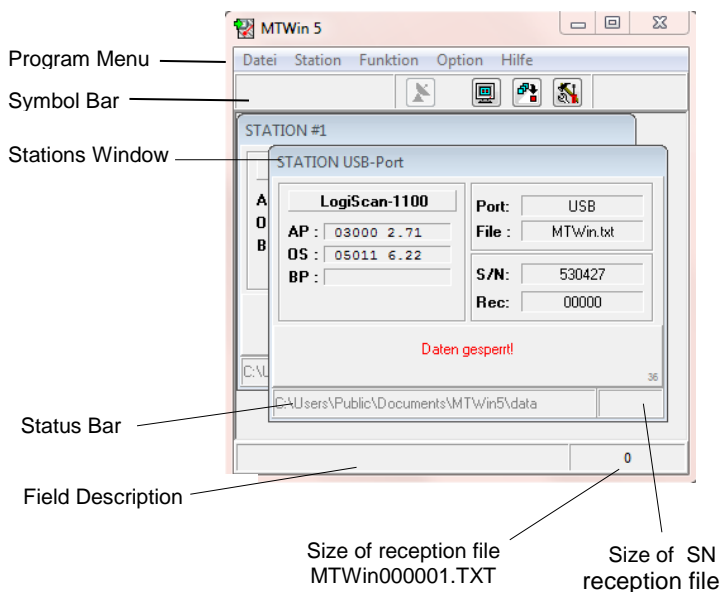 MTWin 5
Program Menu
Datei Station Funktion Option Hilfe
Symbol Bar
STATION #1
Stations Window
STATION USB-Port
LogiScan-1100
Port: USB
A
AP : 03000 2.71
File : MTWin.txt
O
OS : 05011 6.22
B
BP :
S/N: 530427
Rec: 00000
Daten gesperrt!
36
C:\U
C:\Users\Public\Documents\MTWin5\data
Status Bar
0
Field Description
Size of reception file
MTWin000001.TXT
Size of SN
reception file